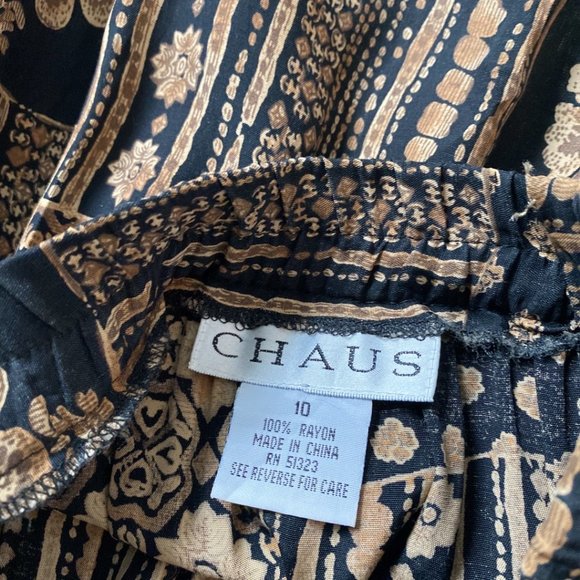 CHAUS
10
100% RAYON
MADE IN CHINA
RN 51323
SEE REVERSE FOR CARE